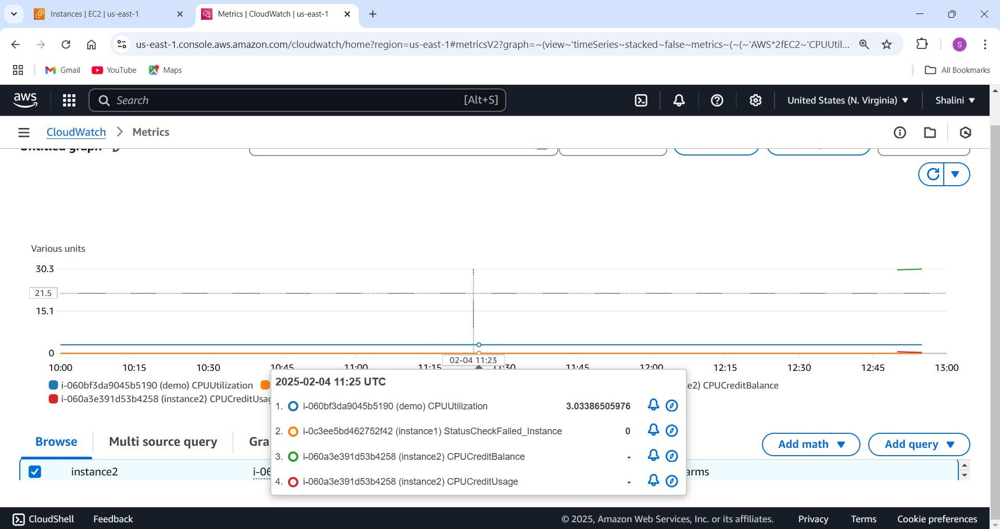 Instances | EC2 | us-east-1
Metrics | CloudWatch | us-east-1
us-east-1.console.aws.amazon.com/cloudwatch/home?region=us-east-1#metricsV2?graph=~(view~'timeSeries~stacked~false~metrics~(~(~'AWS*2fEC2~'CPUUtil...
S
Gmail
YouTube
Maps
All Bookmarks
aws
Search
[Alt+S]
United States (N. Virginia)
Shalini
CloudWatch
Metrics
Untitled graph
Various units
30.3
21.5
15.1
0
02-04 11:23
10:00 10:15 10:30 10:45 11:00 11:15 11:30 11:45 12:00 12:15 12:30 12:45 13:00
i-060bf3da9045b5190 (demo) CPUUtilization
e2) CPUCreditBalance
i-060a3e391d53b4258 (instance2) CPUCreditUsag
2025-02-04 11:25 UTC
1. i-060bf3da9045b5190 (demo) CPUUtilization 3.03386505976
2. i-0c3ee5bd462752f42 (instance1) StatusCheckFailed_Instance 0
3. i-060a3e391d53b4258 (instance2) CPUCreditBalance -
4. i-060a3e391d53b4258 (instance2) CPUCreditUsage -
Browse
Multi source query
Gra
Add math
Add query
instance2
i-06
arms
CloudShell
Feedback
© 2025, Amazon Web Services, Inc. or its affiliates.
Privacy
Terms
Cookie preferences